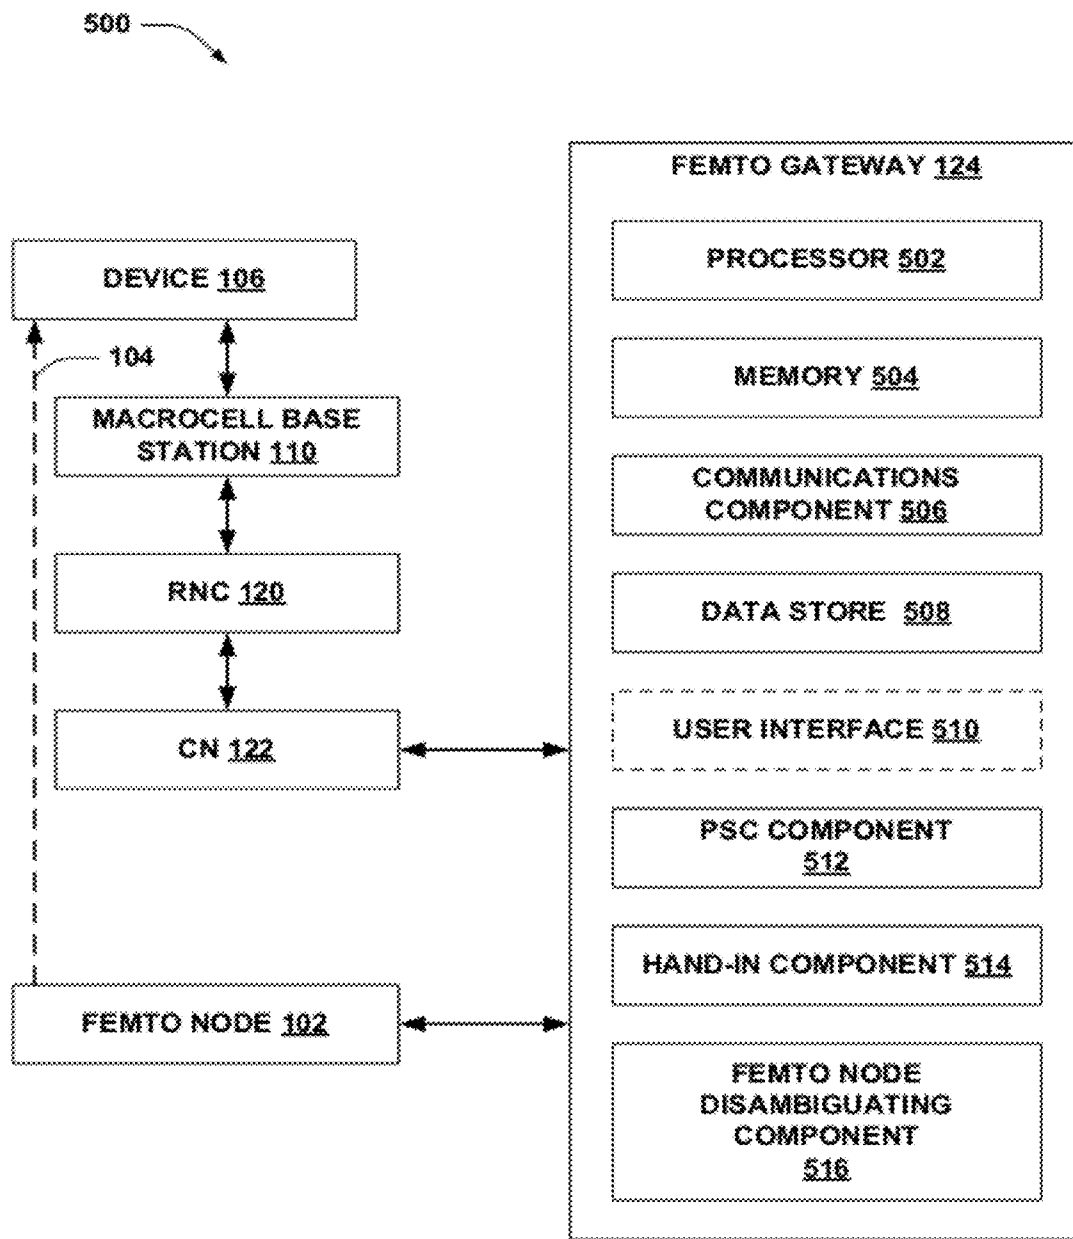 500
FEMTO GATEWAY 124
PROCESSOR 502
DEVICE 106
104
MEMORY 504
MACROCELL BASE
STATION 110
COMMUNICATIONS
COMPONENT 506
RNC 120
DATA STORE 508
CN 122
USER INTERFACE 510
PSC COMPONENT
512
HAND-IN COMPONENT 514
FEMTO NODE 102
FEMTO NODE
DISAMBIGUATING
COMPONENT
516